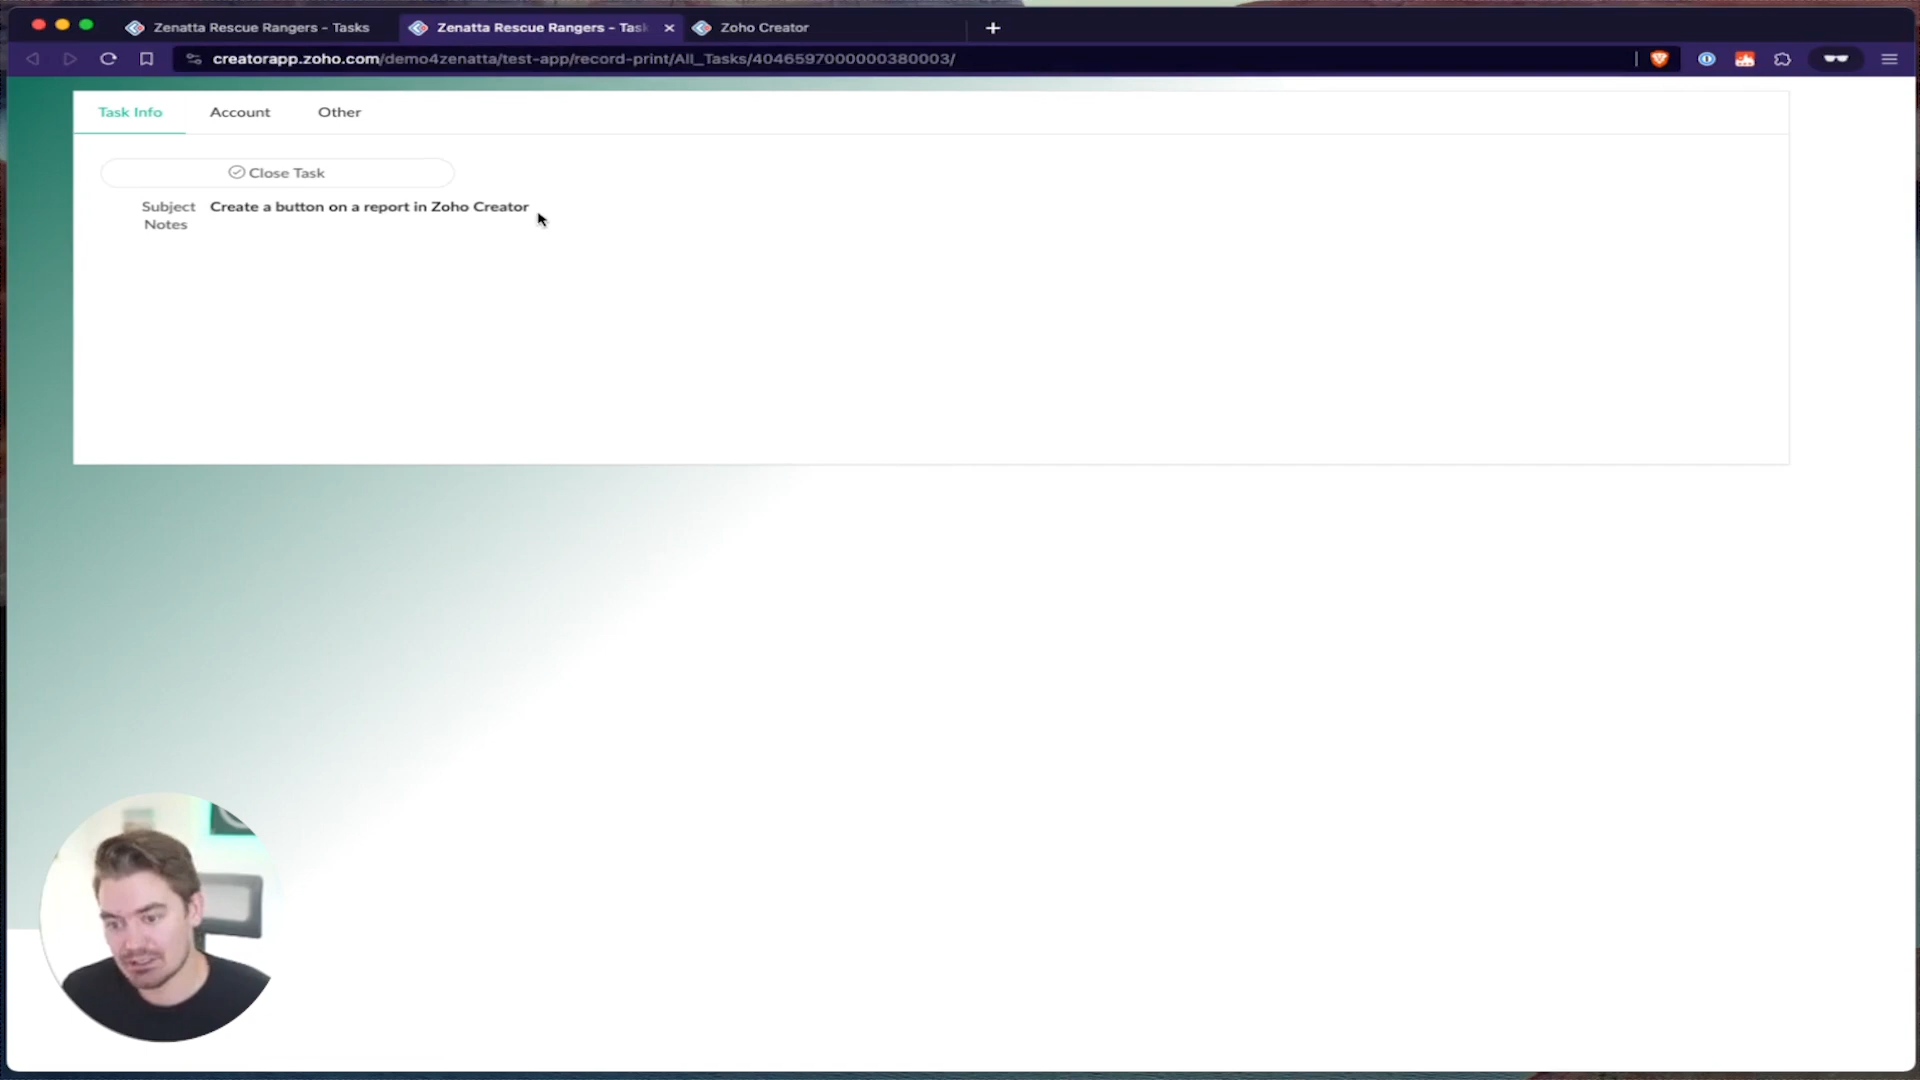 Zenatta Rescue Rangers - Tasks
Zenatta Rescue Rangers - Tas
Zoho Creator
creatorapp.zoho.com/demo4zenatta/test-app/record-print/All_Tasks/4046597000000380003/
Task Info
Account
Other
Close Task
Subject Create a button on a report in Zoho Creator
Notes